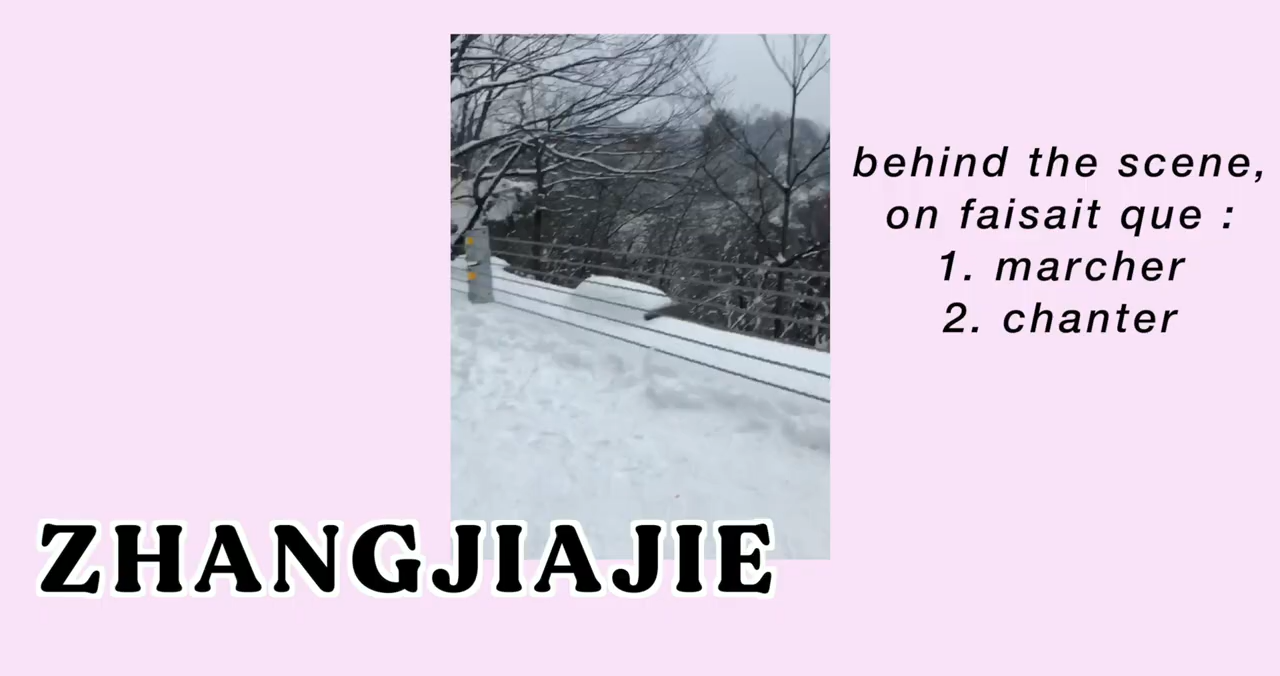 behind the scene,
on faisait que :
1. marcher
2. chanter
ZHANGJIAJIE